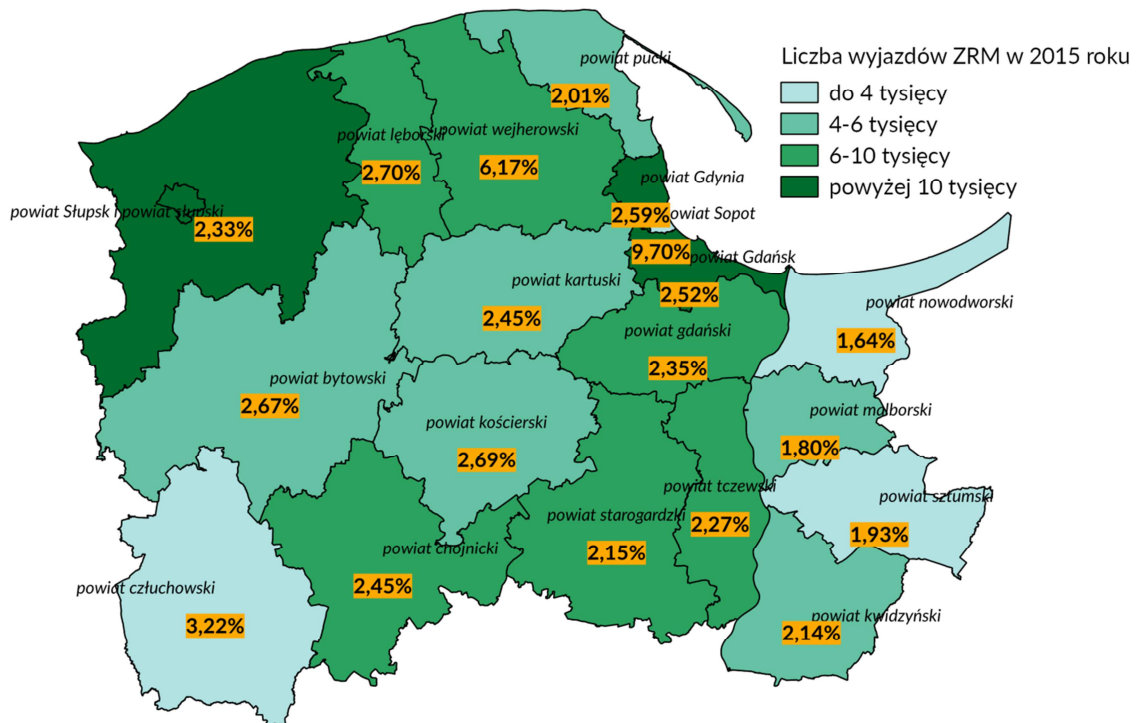 Liczba wyjazdów ZRM w 2015 roku
do 4 tysięcy
4-6 tysięcy
6-10 tysięcy
powyżej 10 tysięcy
powiat pucki
2,01%
powiat lęborski
powiat wejherowski
2,70%
6,17%
powiat Gdynia
2,59%
powiat Sopot
powiat Słupsk i powiat słupski
2,33%
9,70%
powiat Gdańsk
2,52%
powiat kartuski
2,45%
powiat nowodworski
1,64%
powiat gdański
2,35%
powiat bytowski
2,67%
powiat kościerski
2,69%
powiat malborski
1,80%
powiat tczewski
2,27%
powiat sztumski
1,93%
powiat starogardzki
2,15%
powiat chojnicki
2,45%
powiat człuchowski
3,22%
powiat kwidzyński
2,14%